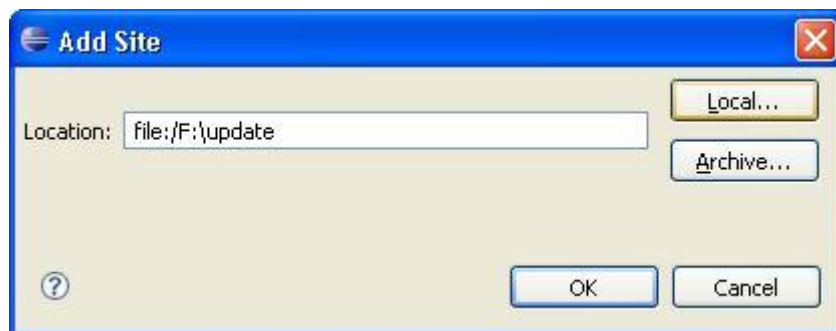 Add Site
Local...
Location: file:/F:\update
Archive...
? OK Cancel